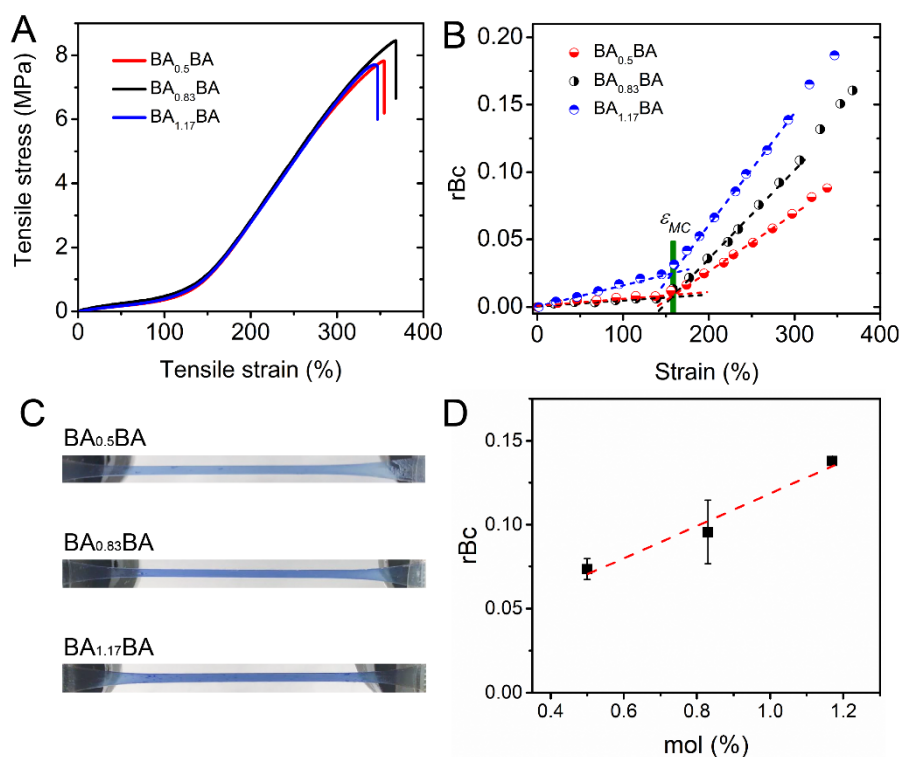 A
8
6
4
2
0
0
100
200
300
400
Tensile stress (MPa)
Tensile strain (%)
BA0.5BA
BA0.83BA
BA1.17BA
B
0.20
0.15
0.10
0.05
0.00
0
100
200
300
400
rBc
Strain (%)
BA0.5BA
BA0.83BA
BA1.17BA
εMC
C
BA0.5BA
BA0.83BA
BA1.17BA
D
0.15
0.10
0.05
0.00
0.4
0.6
0.8
1.0
1.2
rBc
mol (%)